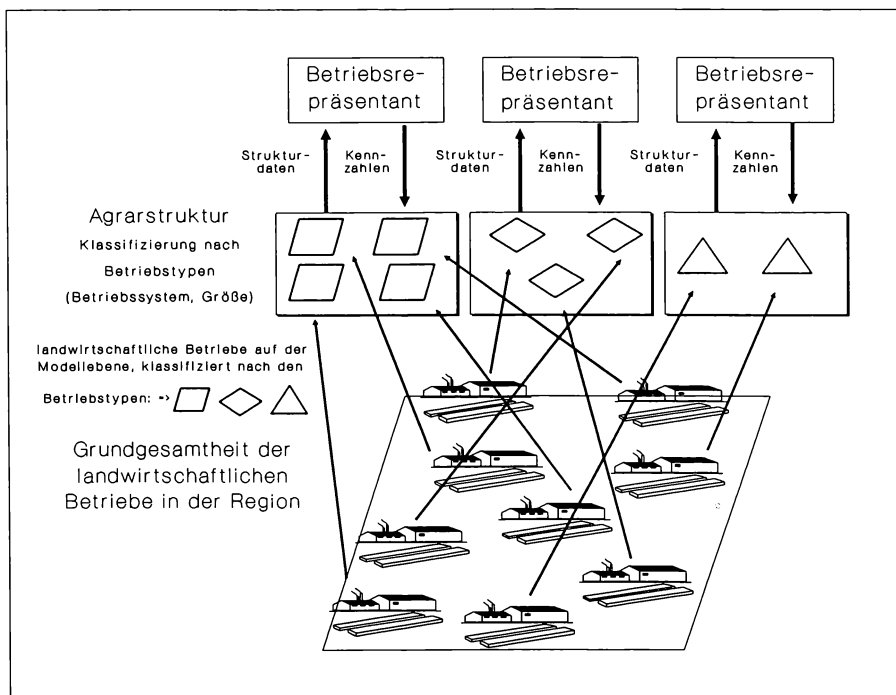 Betriebsre-
präsentant
Betriebsre-
präsentant
Betriebsre-
präsentant
Struktur-
daten
Kenn-
zahlen
Struktur-
daten
Kenn-
zahlen
Struktur-
daten
Kenn-
zahlen
Agrarstruktur
Klassifizierung nach
Betriebstypen
(Betriebssystem, Größe)
landwirtschaftliche Betriebe auf der
Modellebene, klassifiziert nach den
Betriebstypen: ->
Grundgesamtheit der
landwirtschaftlichen
Betriebe in der Region